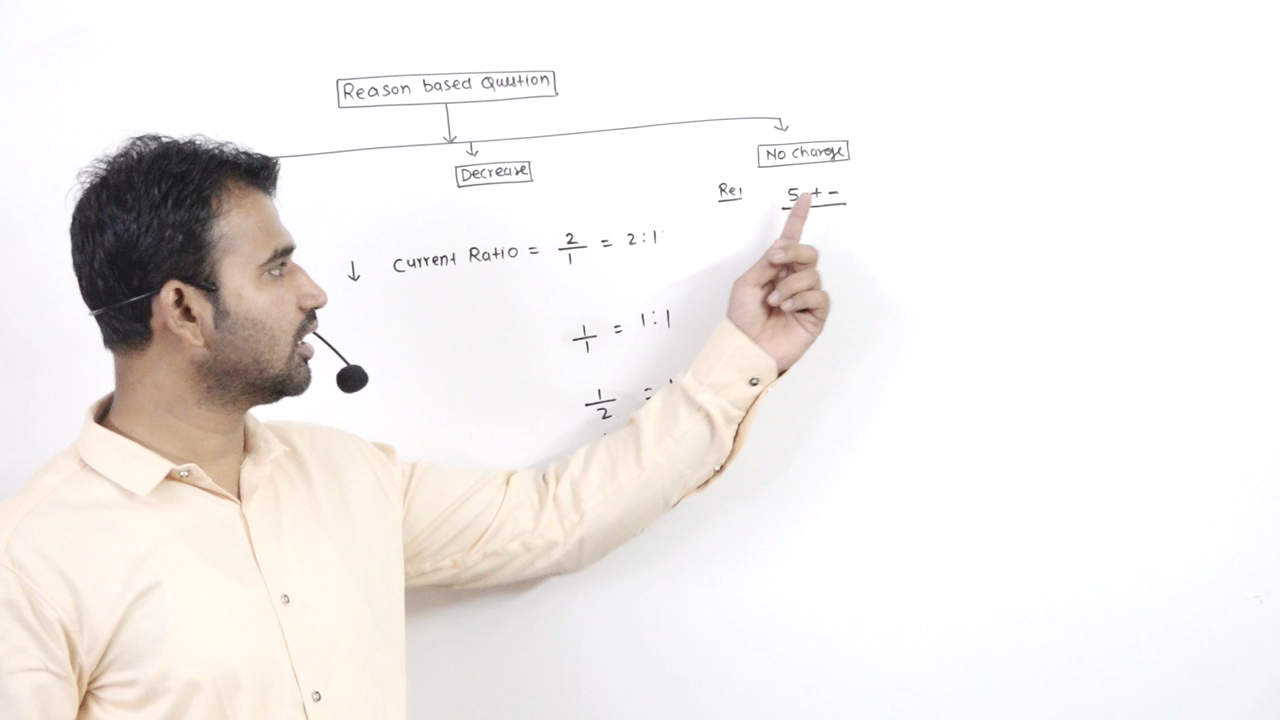 Reason based Question
Decrease
No change
Re:
5 + -
Current Ratio = 2/1 = 2:1
↓
1/1 = 1:1
1/2 =